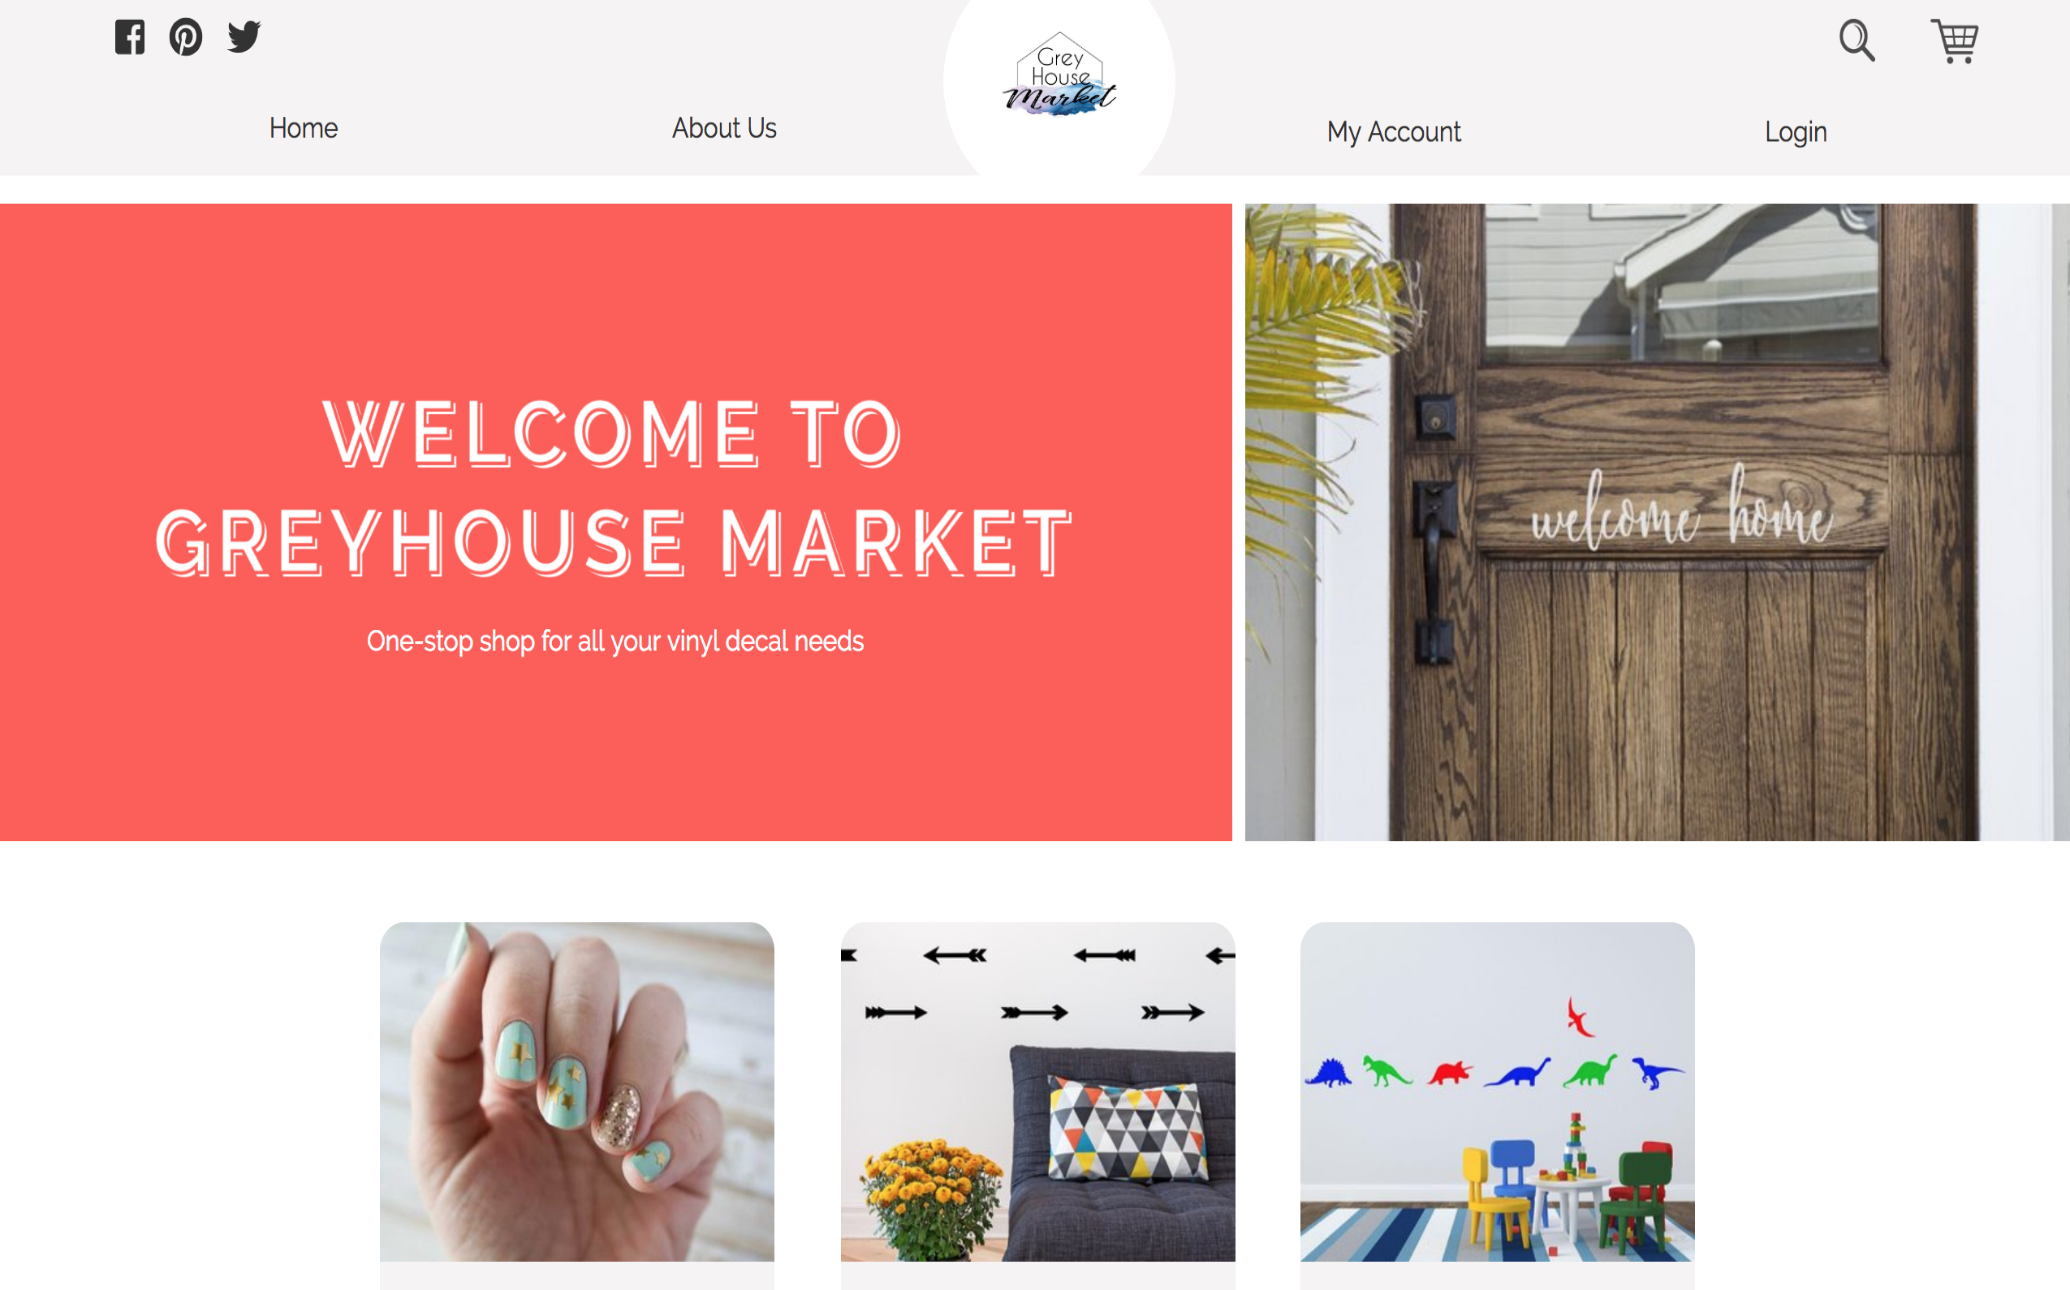 Grey
House
Market
Home
About Us
My Account
Login
WELCOME TO
GREYHOUSE MARKET
One-stop shop for all your vinyl decal needs
welcome home